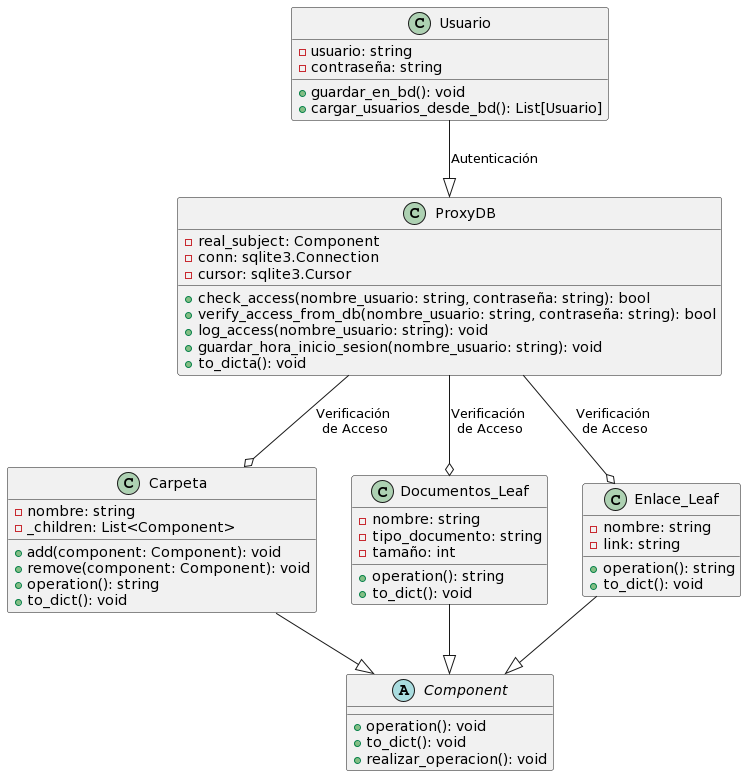 C Usuario
usuario: string
contraseña: string
guardar_en_bd(): void
cargar_usuarios_desde_bd(): List[Usuario]
Autenticación
C ProxyDB
real_subject: Component
conn: sqlite3.Connection
cursor: sqlite3.Cursor
check_access(nombre_usuario: string, contraseña: string): bool
verify_access_from_db(nombre_usuario: string, contraseña: string): bool
log_access(nombre_usuario: string): void
guardar_hora_inicio_sesion(nombre_usuario: string): void
to_dicta(): void
Verificación
de Acceso
Verificación
de Acceso
Verificación
de Acceso
C Carpeta
nombre: string
_children: List<Component>
add(component: Component): void
remove(component: Component): void
operation(): string
to_dict(): void
C Documentos_Leaf
nombre: string
tipo_documento: string
tamaño: int
operation(): string
to_dict(): void
C Enlace_Leaf
nombre: string
link: string
operation(): string
to_dict(): void
A Component
operation(): void
to_dict(): void
realizar_operacion(): void